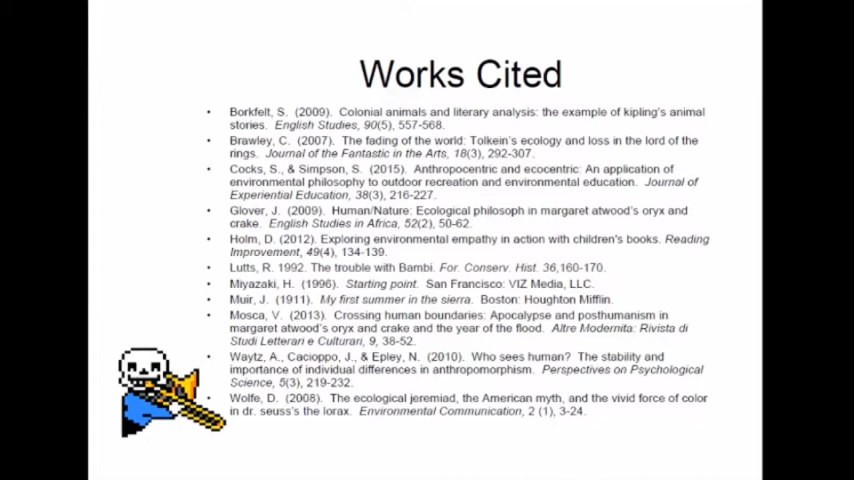 Works Cited
• Borkfelt, S. (2009). Colonial animals and literary analysis: the example of kipling's animal
stories. English Studies, 90(5), 557-568.
• Brawley, C. (2007). The fading of the world: Tolkein's ecology and loss in the lord of the
rings. Journal of the Fantastic in the Arts, 18(3), 292-307.
• Cocks, S., & Simpson, S. (2015). Anthropocentric and ecocentric: An application of
environmental philosophy to outdoor recreation and environmental education. Journal of
Experiential Education, 38(3), 216-227.
• Glover, J. (2009). Human/Nature: Ecological philosoph in margaret atwood's oryx and
crake. English Studies in Africa, 52(2), 50-62.
• Holm, D. (2012). Exploring environmental empathy in action with children's books. Reading
Improvement, 49(4), 134-139.
• Lutts, R. 1992. The trouble with Bambi. For. Conserv. Hist. 36,160-170.
• Miyazaki, H. (1996). Starting point. San Francisco: VIZ Media, LLC.
• Muir, J. (1911). My first summer in the sierra. Boston: Houghton Mifflin.
• Mosca, V. (2013). Crossing human boundaries: Apocalypse and posthumanism in
margaret atwood's oryx and crake and the year of the flood. Altre Modernita: Rivista di
Studi Letterari e Culturari, 9, 38-52.
• Waytz, A., Cacioppo, J., & Epley, N. (2010). Who sees human? The stability and
importance of individual differences in anthropomorphism. Perspectives on Psychological
Science, 5(3), 219-232.
• Wolfe, D. (2008). The ecological jeremiad, the American myth, and the vivid force of color
in dr. seuss's the lorax. Environmental Communication, 2 (1), 3-24.